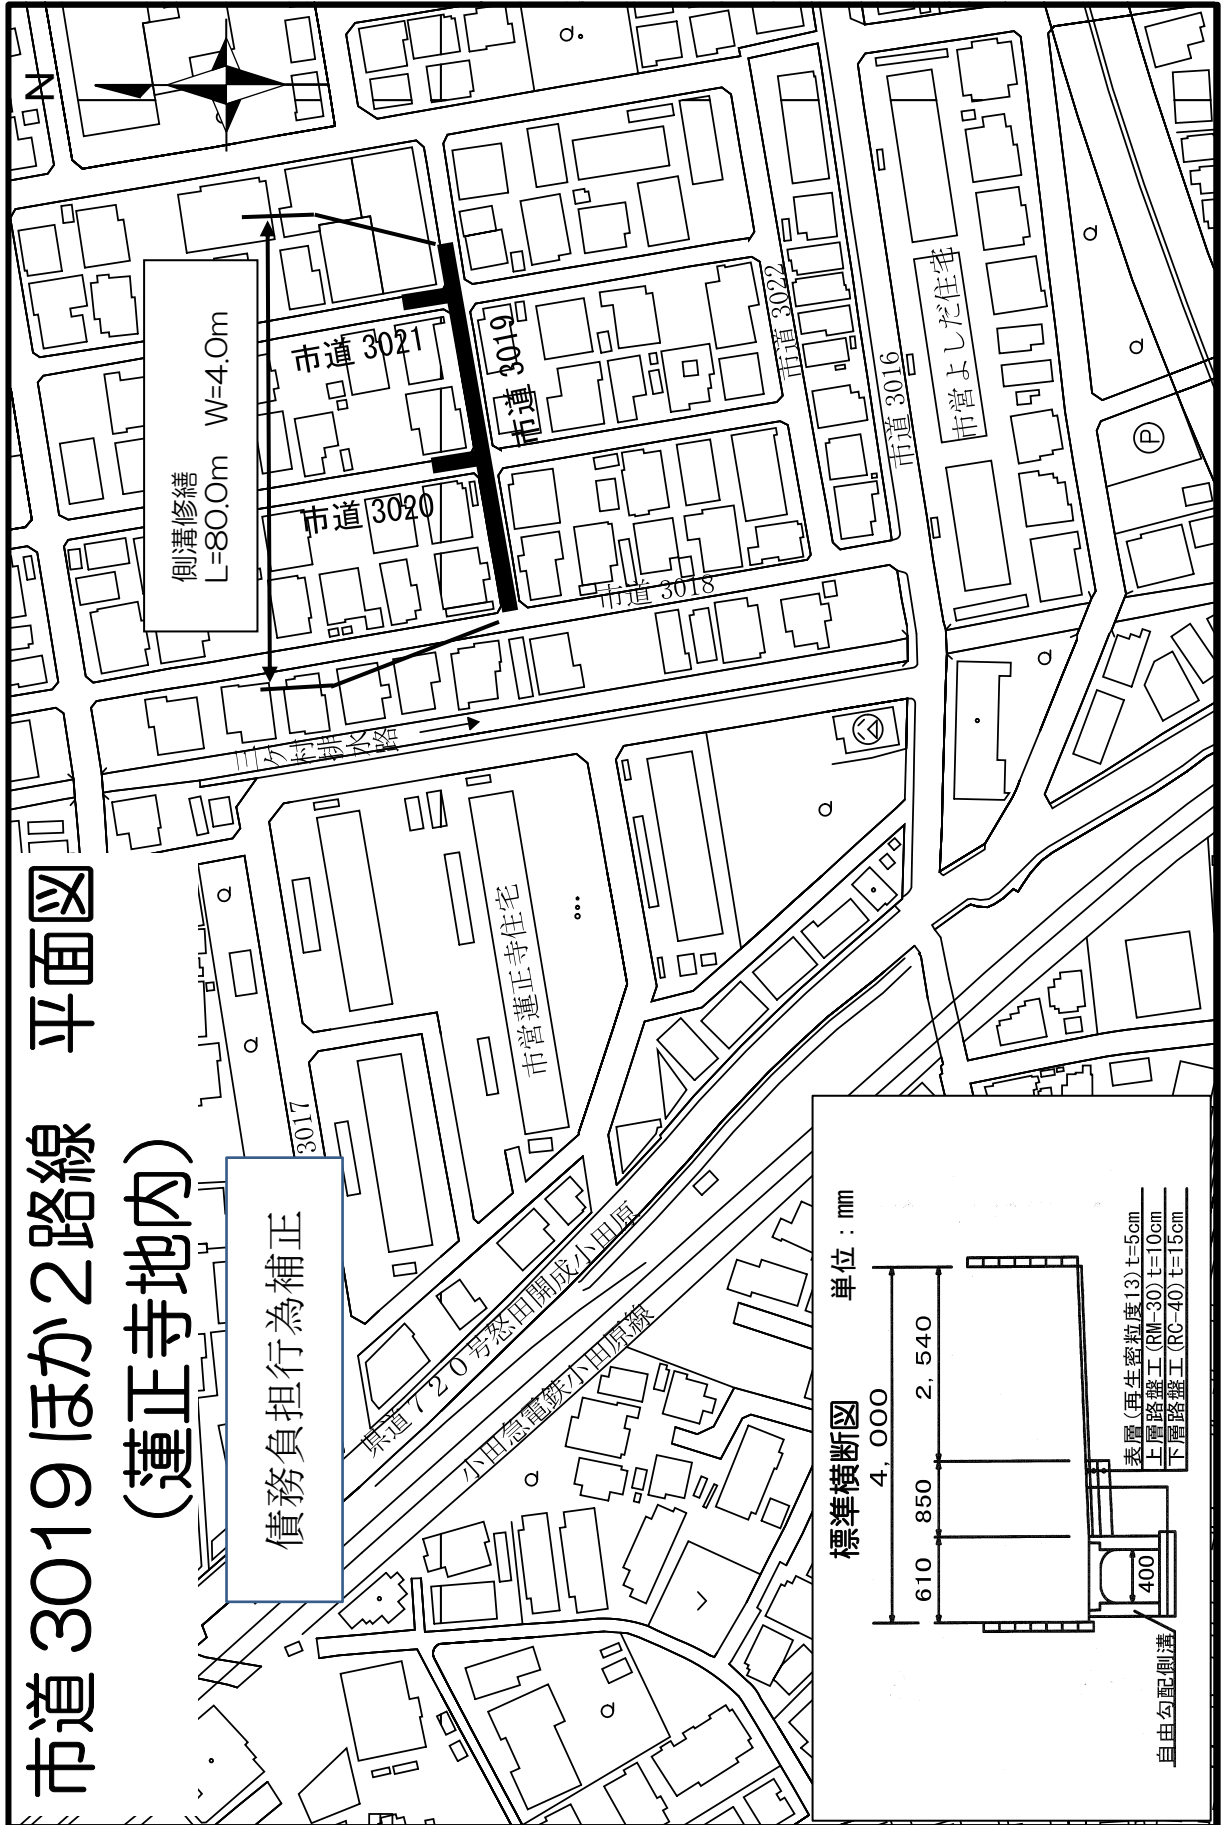 市道 3019 ほか2路線　平面図
（蓮正寺地内）
債務負担行為補正
N
側溝修繕
L=80.0m　W=4.0m
市道 3021
市道 3020
市道 3019
市道 3022
市道 3016
市道 3018
市営よしだ住宅
三ケ村排水路
市営蓮正寺住宅
3017
県道７２０号怒田開成小田原
小田急電鉄小田原線
P
標準横断図
単位：mm
4,000
610
850
2,540
400
自由勾配側溝
表層(再生密粒度13)t=5cm
上層路盤工(RM-30)t=10cm
下層路盤工(RC-40)t=15cm